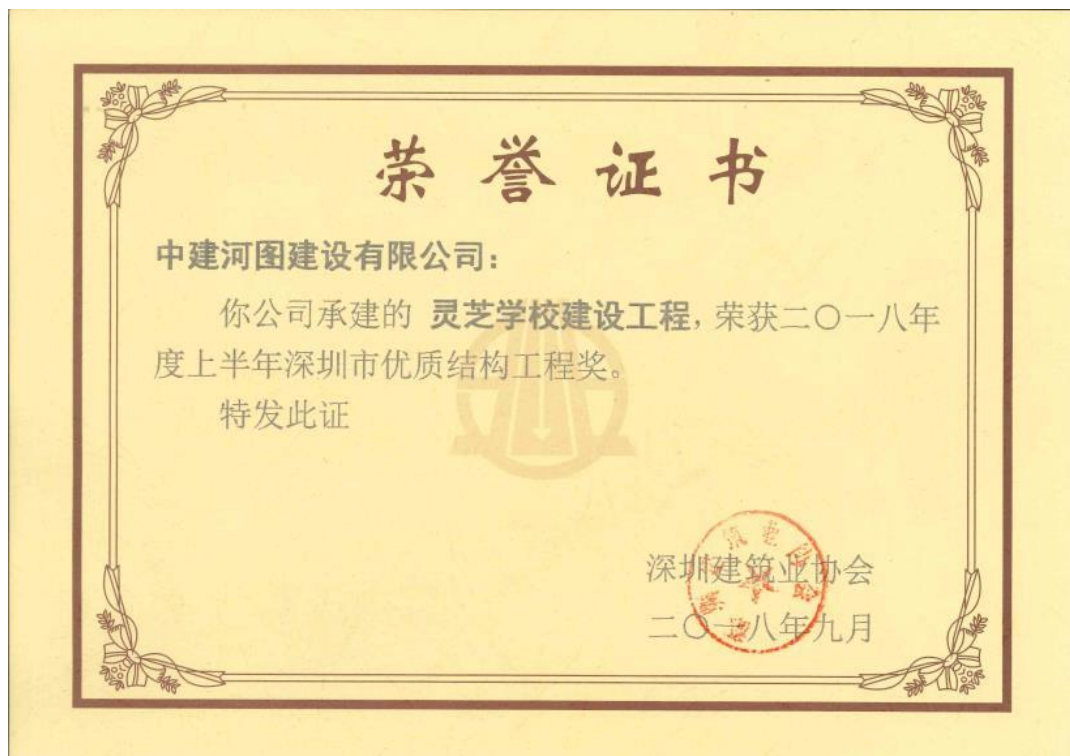 荣誉证书
中建河图建设有限公司：
你公司承建的 灵芝学校建设工程，荣获二〇一八年
度上半年深圳市优质结构工程奖。
特发此证
深圳建筑业协会
二〇一八年九月